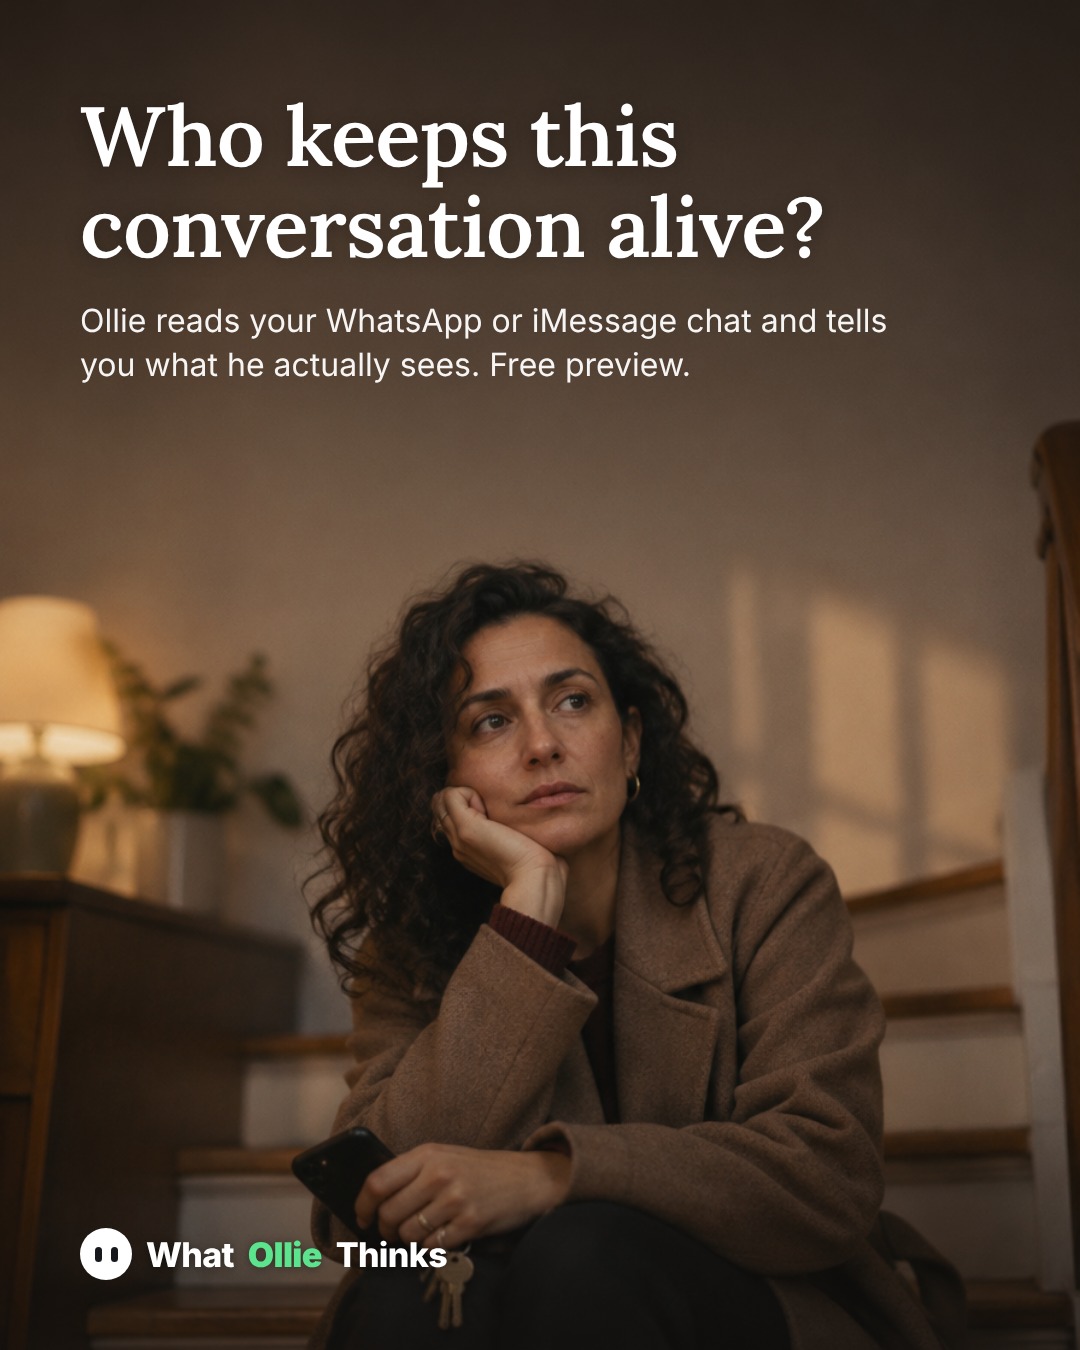 Who keeps this
conversation alive?
Ollie reads your WhatsApp or iMessage chat and tells
you what he actually sees. Free preview.
What Ollie Thinks